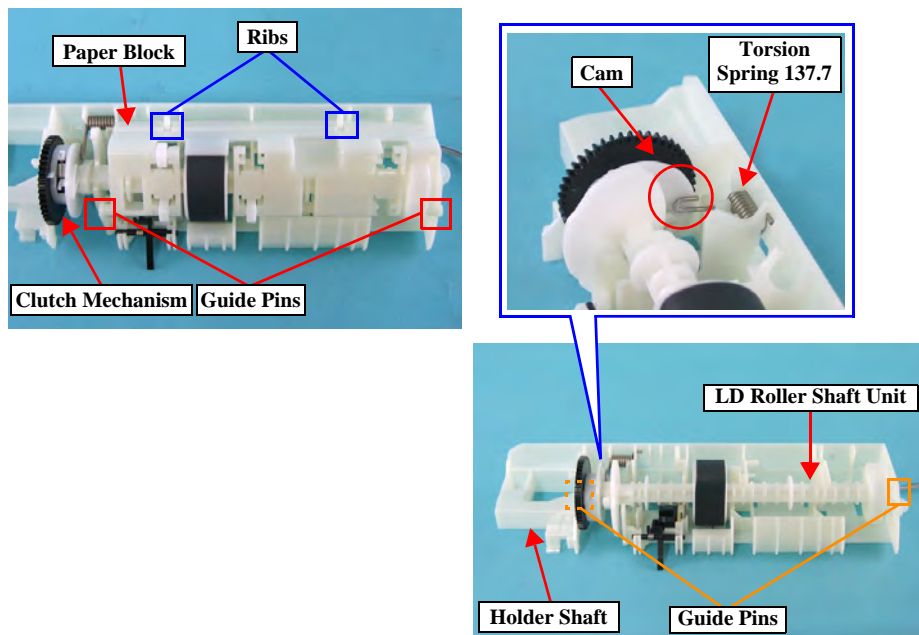 Paper Block
Ribs
Clutch Mechanism
Guide Pins
Cam
Torsion
Spring 137.7
LD Roller Shaft Unit
Holder Shaft
Guide Pins